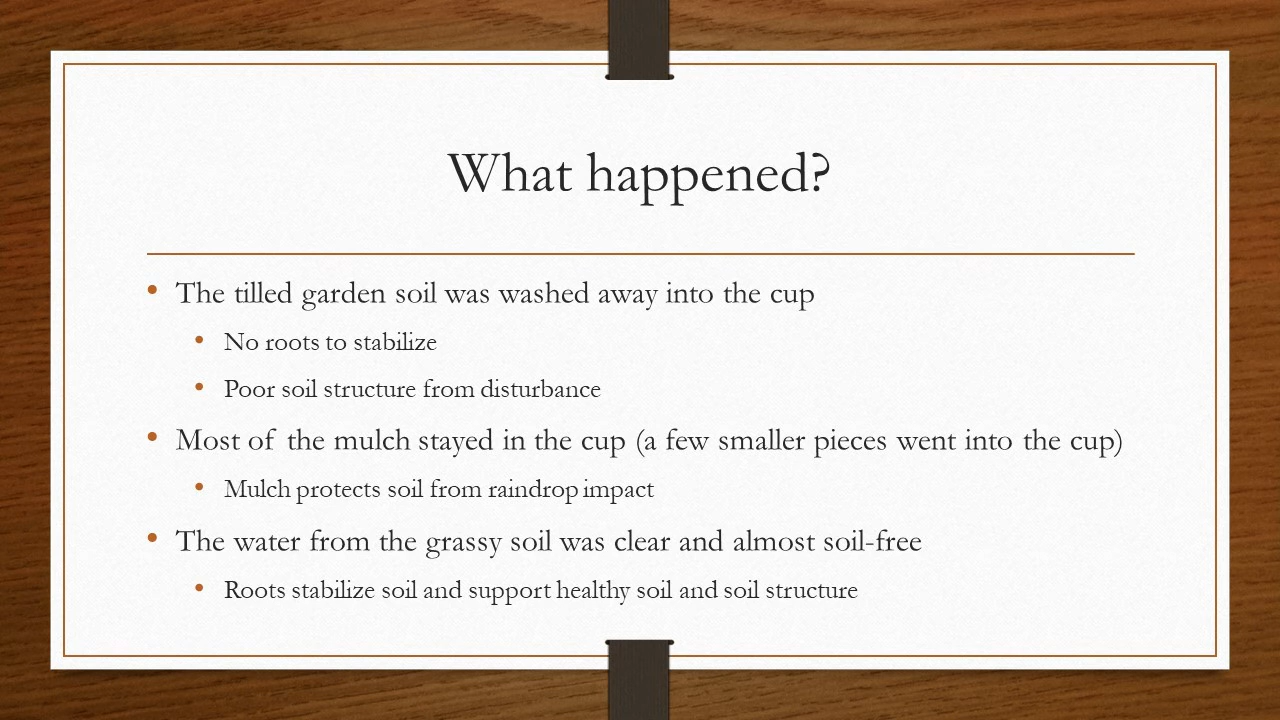 What happened?
• The tilled garden soil was washed away into the cup
• No roots to stabilize
• Poor soil structure from disturbance
• Most of the mulch stayed in the cup (a few smaller pieces went into the cup)
• Mulch protects soil from raindrop impact
• The water from the grassy soil was clear and almost soil-free
• Roots stabilize soil and support healthy soil and soil structure